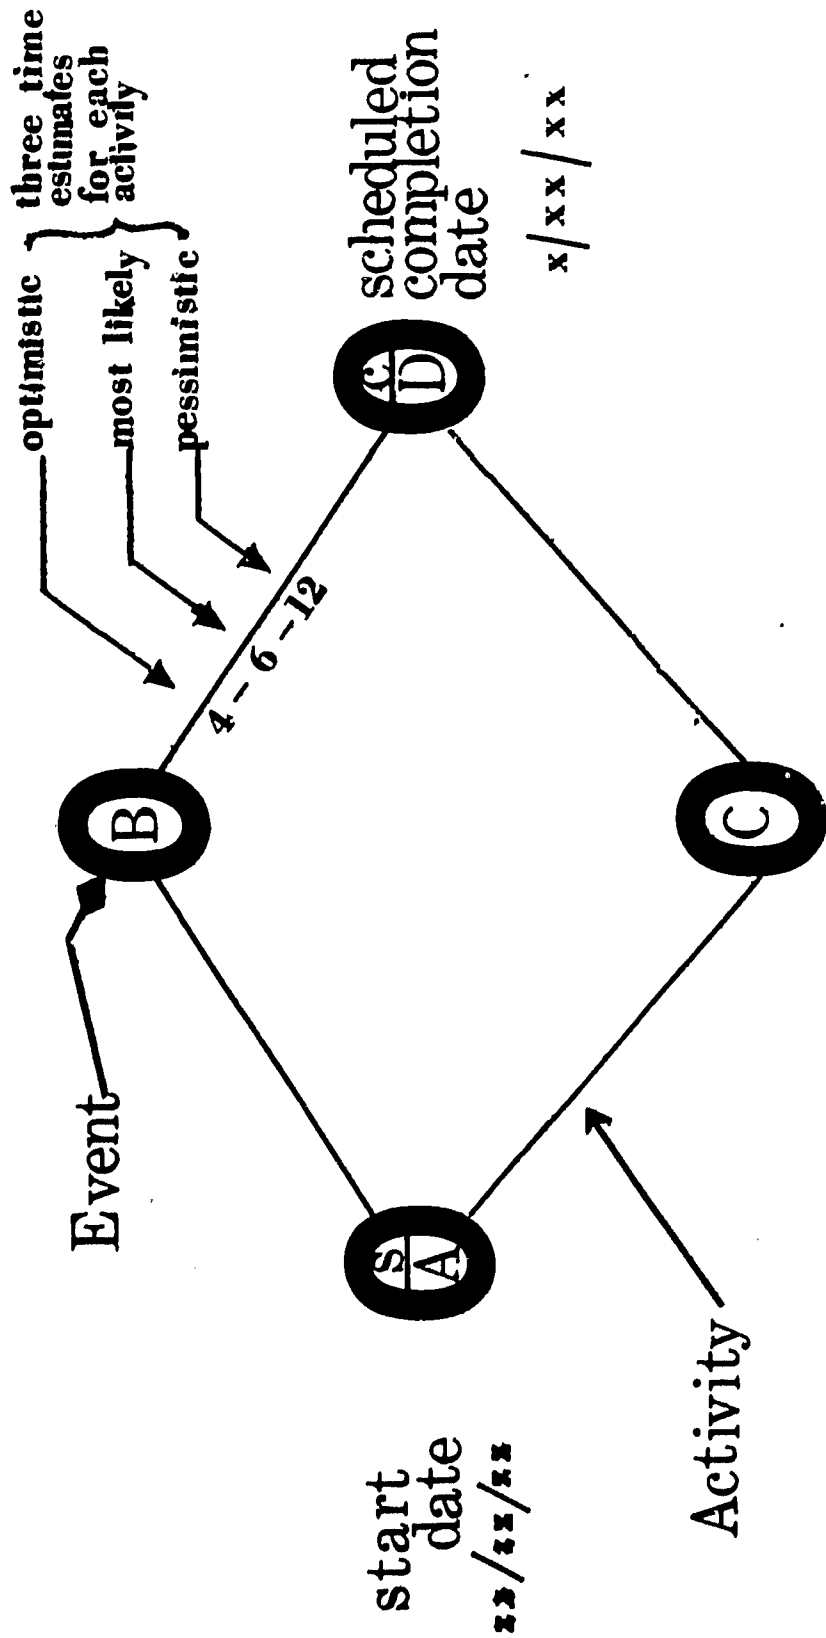 optimistic
most likely
pessimistic
three time
estimates
for each
activity
Event
B
4 - 6 - 12
S
A
start
date
C
D
scheduled
completion
date
x/xx/xx
C
Activity